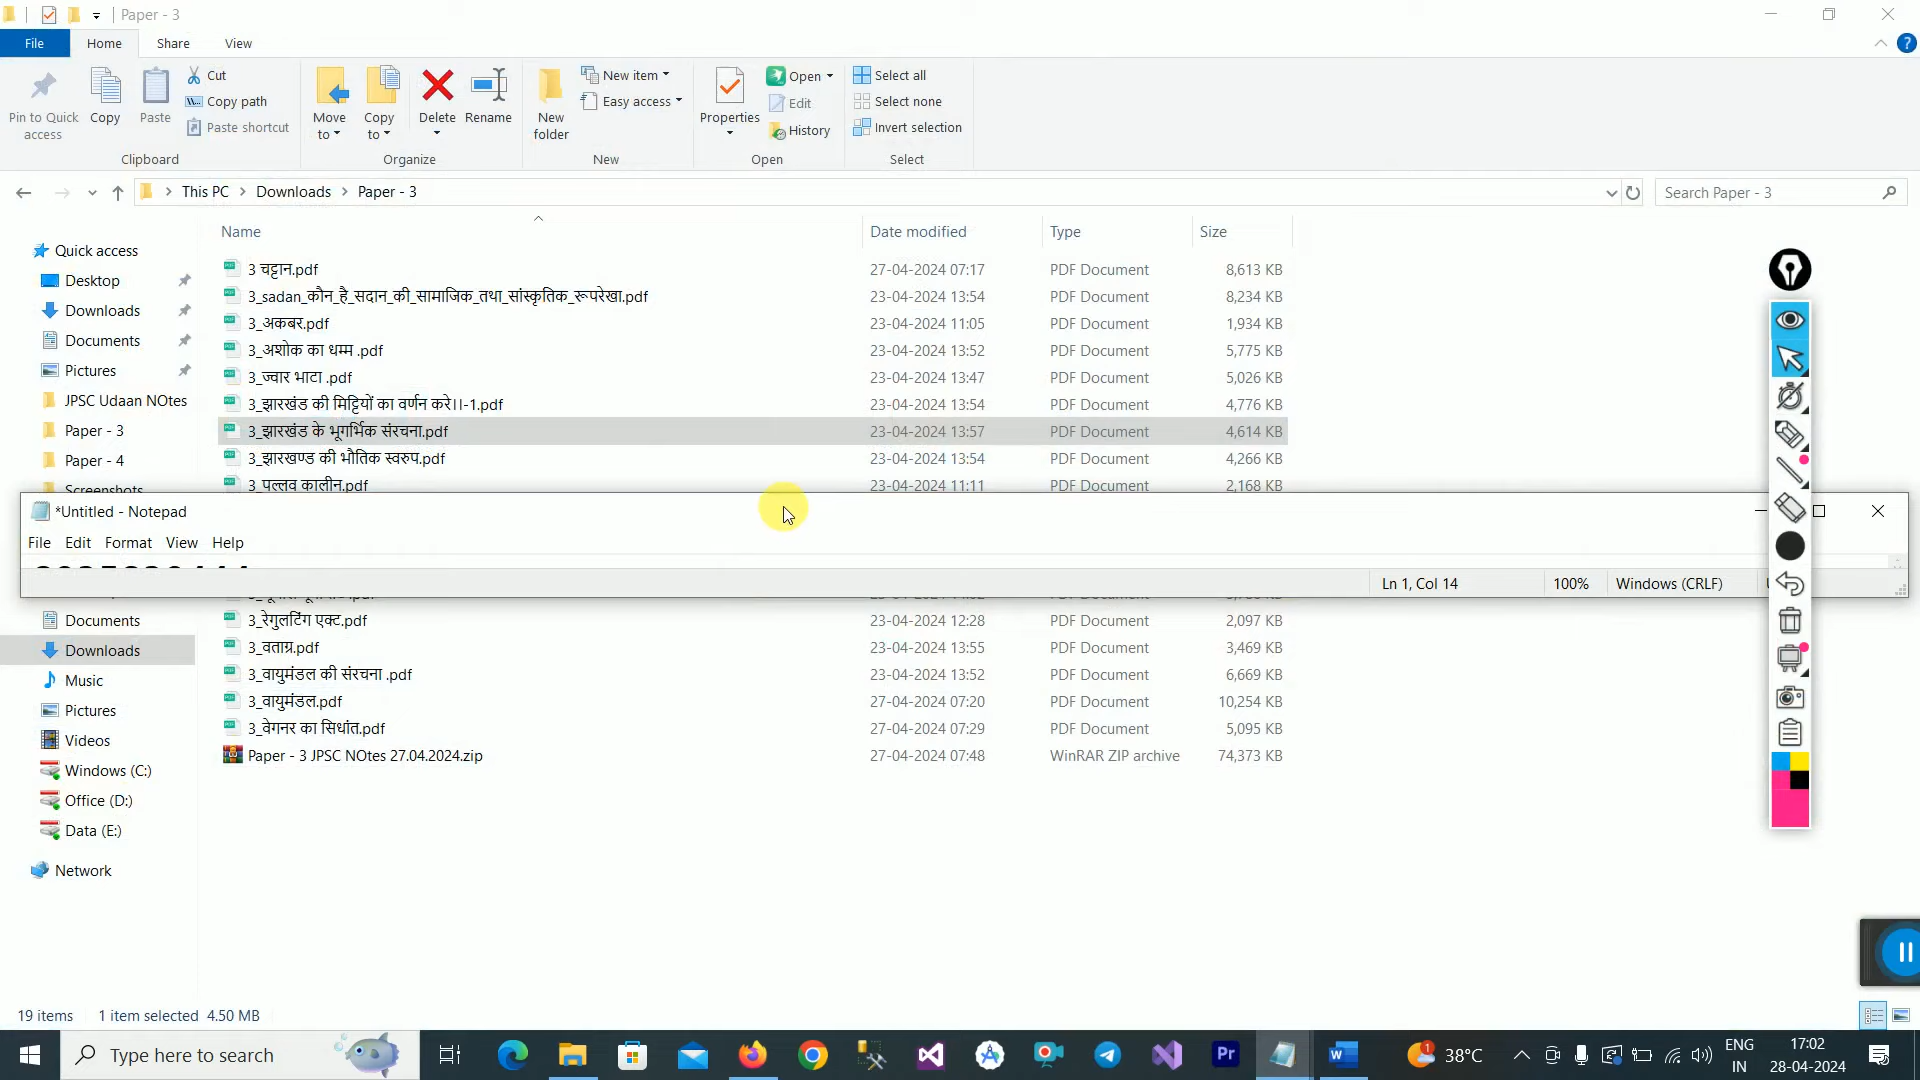 Paper - 3
File Home Share View
Pin to Quick access
Copy
Paste
Cut
Copy path
Paste shortcut
Clipboard
Move to
Copy to
Delete
Rename
Organize
New folder
New item
Easy access
New
Properties
Open
Edit
History
Open
Select all
Select none
Invert selection
Select
This PC Downloads Paper - 3
Search Paper - 3
Name Date modified Type Size
Quick access
Desktop
Downloads
Documents
Pictures
JPSC Udaan NOtes
Paper - 3
Paper - 4
Screenshots
3 चट्टान.pdf 27-04-2024 07:17 PDF Document 8,613 KB
3_sadan_कौन_है_सदान_की_सामाजिक_तथा_सांस्कृतिक_रूपरेखा.pdf 23-04-2024 13:54 PDF Document 8,234 KB
3_अकबर.pdf 23-04-2024 11:05 PDF Document 1,934 KB
3_अशोक का धम्म .pdf 23-04-2024 13:52 PDF Document 5,775 KB
3_ज्वार भाटा .pdf 23-04-2024 13:47 PDF Document 5,026 KB
3_झारखंड की मिट्टियों का वर्णन करे।।-1.pdf 23-04-2024 13:54 PDF Document 4,776 KB
3_झारखंड के भूगर्भिक संरचना.pdf 23-04-2024 13:57 PDF Document 4,614 KB
3_झारखण्ड की भौतिक स्वरुप.pdf 23-04-2024 13:54 PDF Document 4,266 KB
3_पल्लव कालीन.pdf 23-04-2024 11:11 PDF Document 2,168 KB
*Untitled - Notepad
File Edit Format View Help
Ln 1, Col 14 100% Windows (CRLF)
Documents
Downloads
Music
Pictures
Videos
Windows (C:)
Office (D:)
Data (E:)
Network
3_रेगुलटिंग एक्ट.pdf 23-04-2024 12:28 PDF Document 2,097 KB
3_वताग्र.pdf 23-04-2024 13:55 PDF Document 3,469 KB
3_वायुमंडल की संरचना .pdf 23-04-2024 13:52 PDF Document 6,669 KB
3_वायुमंडल.pdf 27-04-2024 07:20 PDF Document 10,254 KB
3_वेगनर का सिधांत.pdf 27-04-2024 07:29 PDF Document 5,095 KB
Paper - 3 JPSC NOtes 27.04.2024.zip 27-04-2024 07:48 WinRAR ZIP archive 74,373 KB
19 items 1 item selected 4.50 MB
Type here to search
Pr
38°C
ENG
IN
17:02
28-04-2024